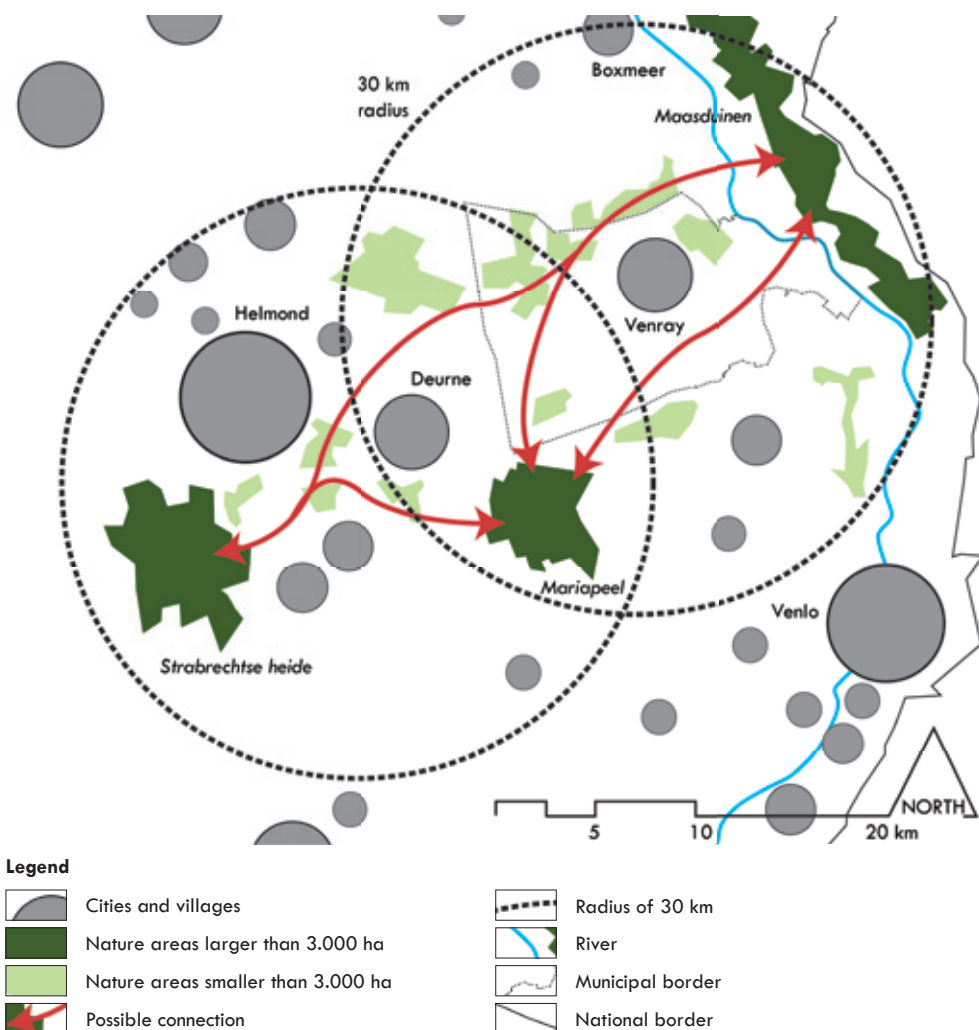 Boxmeer
30 km
radius
Maasduinen
Helmond
Venray
Deurne
Mariapeel
Venlo
Strabrechtse heide
NORTH
5
10
20 km
Legend
Cities and villages
Nature areas larger than 3.000 ha
Nature areas smaller than 3.000 ha
Possible connection
Radius of 30 km
River
Municipal border
National border